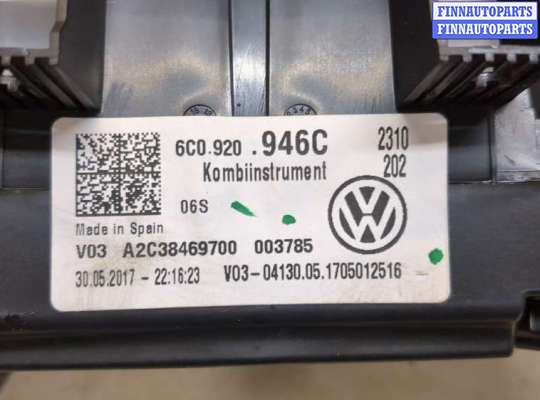 FINNAUTOPARTS
FINNAUTOPARTS
6C0.920 .946C 2310
Kombiinstrument 202
06S
Made in Spain
V03 A2C38469700 003785
30.05.2017 - 22:16:23 V03-04130.05.1705012516